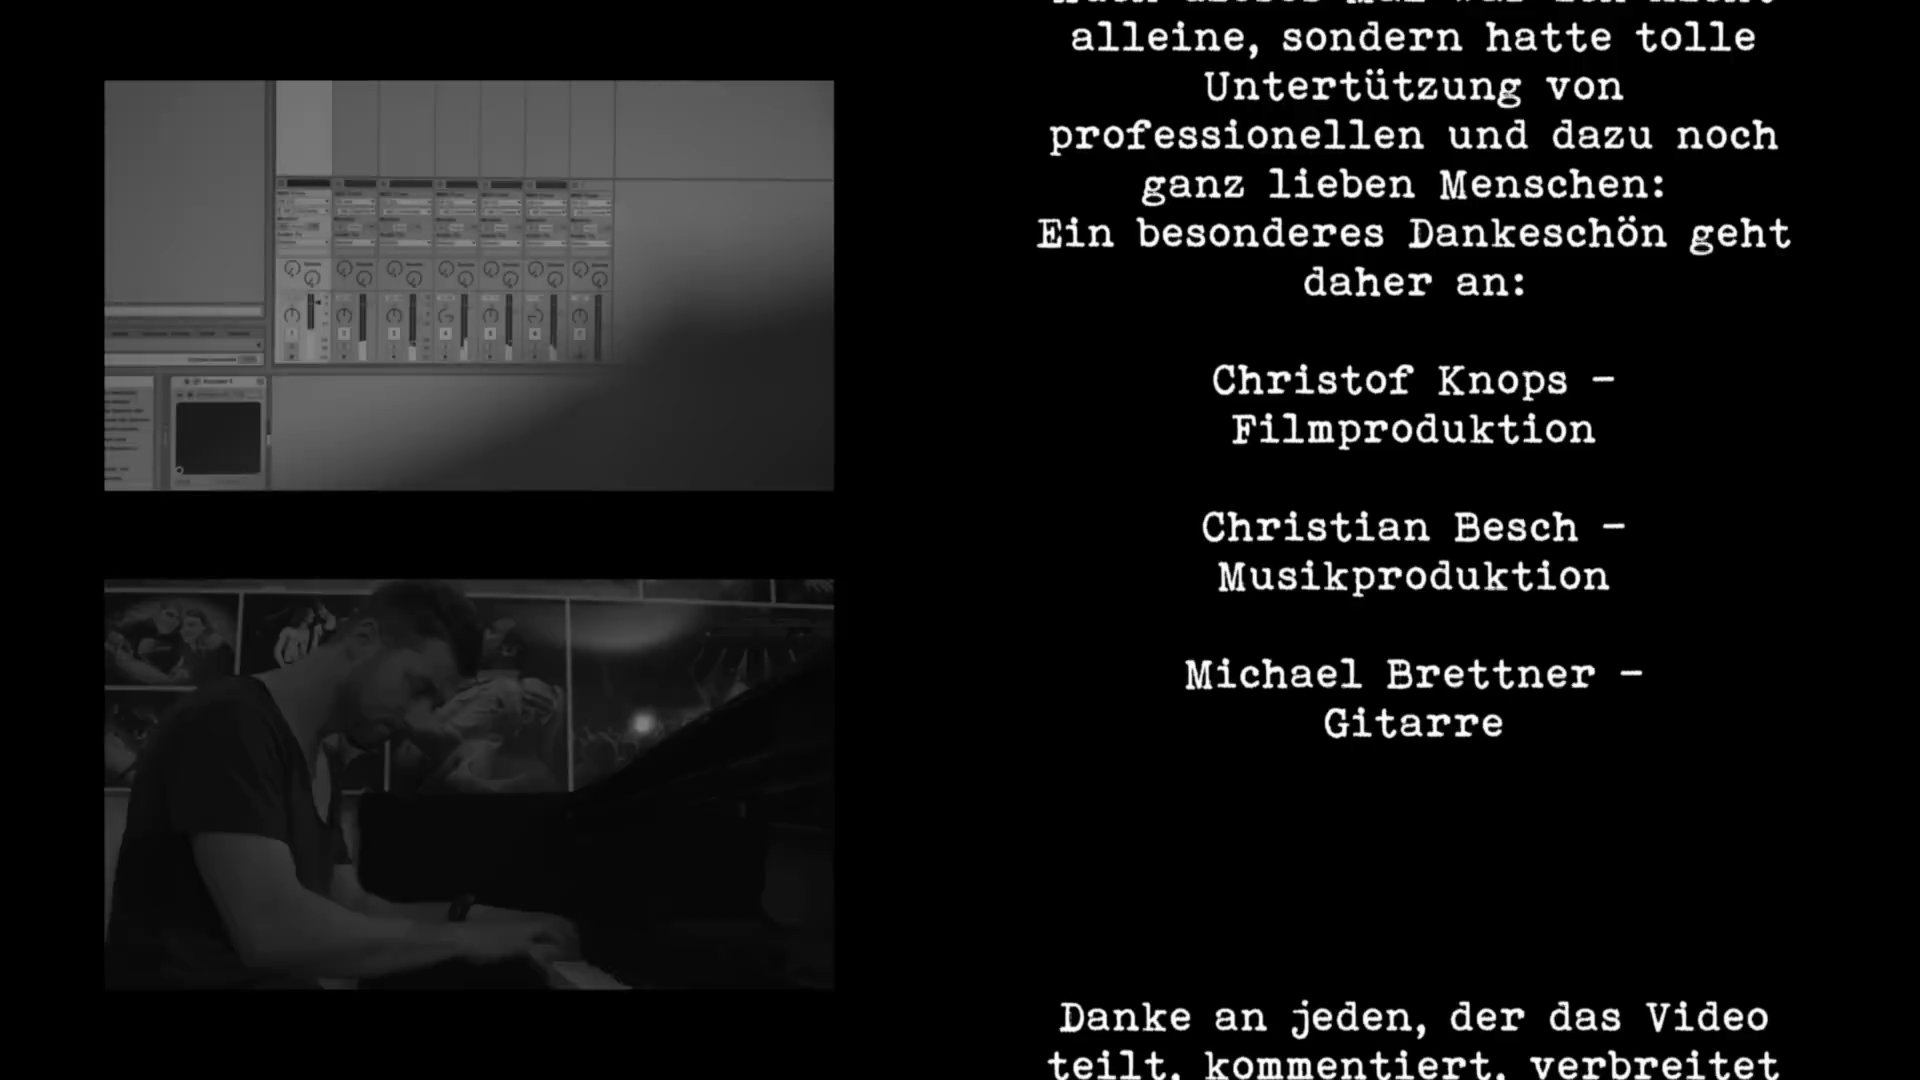 alleine, sondern hatte tolle
Untertützung von
professionellen und dazu noch
ganz lieben Menschen:
Ein besonderes Dankeschön geht
daher an:
Christof Knops –
Filmproduktion
Christian Besch –
Musikproduktion
Michael Brettner –
Gitarre
Danke an jeden, der das Video
teilt, kommentiert, verbreitet